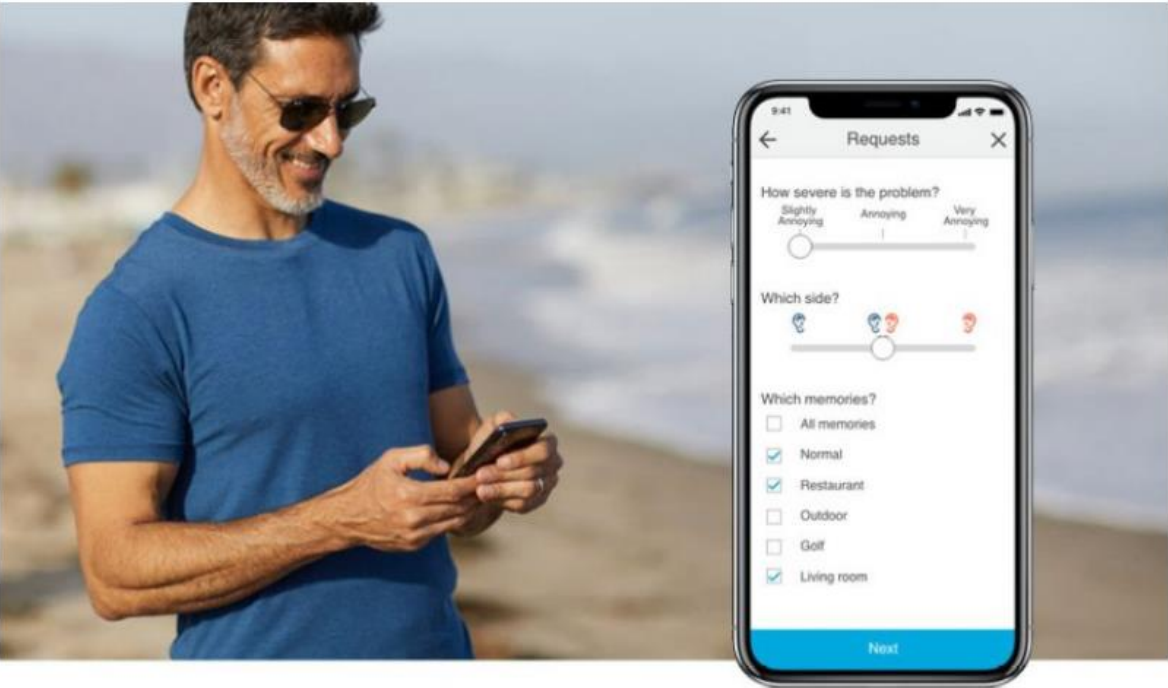 9:41
Requests
How severe is the problem?
Slightly Annoying
Annoying
Very Annoying
Which side?
Which memories?
All memories
Normal
Restaurant
Outdoor
Golf
Living room
Next